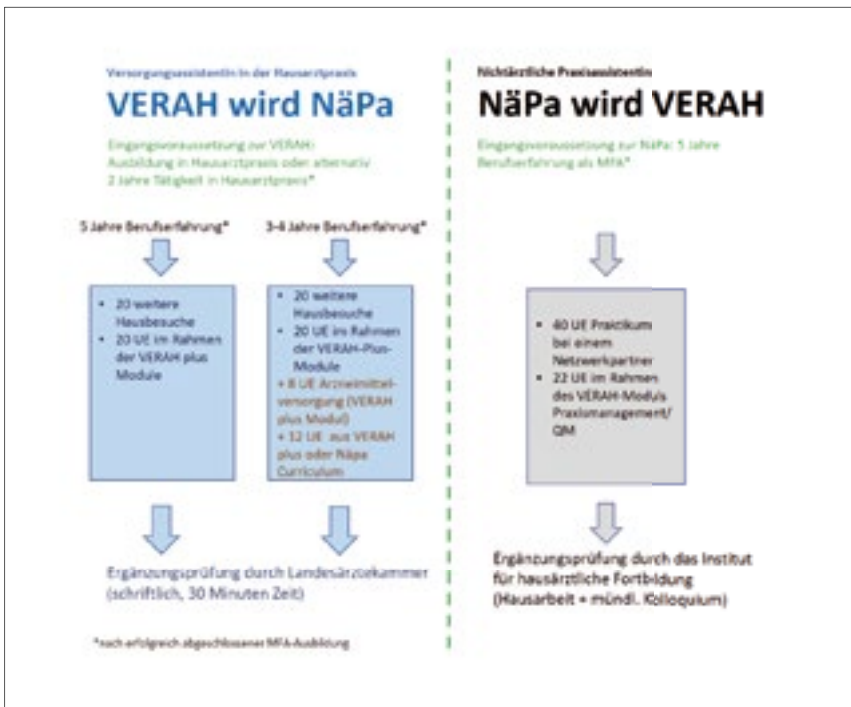 Versorgungsassistentin in der Hausarztpraxis
VERAH wird NäPa
Eingangsvoraussetzung zur VERAH:
Ausbildung in Hausarztpraxis oder alternativ
2 Jahre Tätigkeit in Hausarztpraxis*
5 Jahre Berufserfahrung*
3-4 Jahre Berufserfahrung*
• 20 weitere
Hausbesuche
• 20 UE im Rahmen
der VERAH plus
Module
• 20 weitere
Hausbesuche
• 20 UE im Rahmen
der VERAH-Plus-
Module
+ 8 UE Arzneimittel-
versorgung (VERAH
plus Modul)
+ 12 UE aus VERAH
plus oder Näpa
Curriculum
Ergänzungsprüfung durch Landesärztekammer
(schriftlich, 30 Minuten Zeit)
*nach erfolgreich abgeschlossener MFA-Ausbildung
Nichtärztliche Praxisassistentin
NäPa wird VERAH
Eingangsvoraussetzung zur NäPa: 5 Jahre
Berufserfahrung als MFA*
• 40 UE Praktikum
bei einem
Netzwerkpartner
• 22 UE im Rahmen
des VERAH-Moduls
Praxismanagement/
QM
Ergänzungsprüfung durch das Institut
für hausärztliche Fortbildung
(Hausarbeit + mündl. Kolloquium)